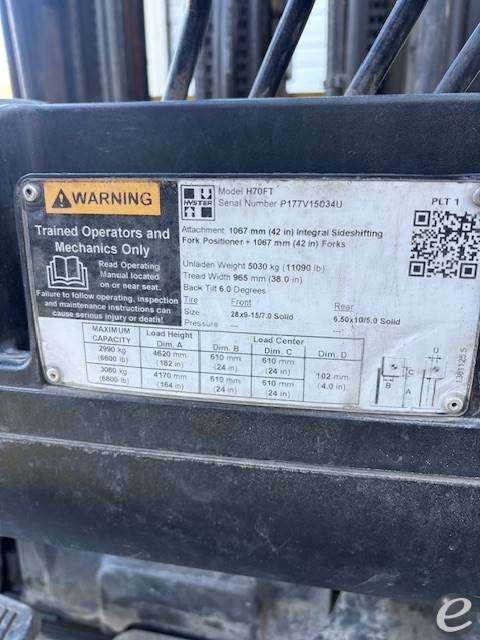 WARNING
Trained Operators and
Mechanics Only
Read Operating
Manual located
on or near seat.
Failure to follow operating, inspection
and maintenance instructions can
cause serious injury or death!
HYSTER
Model H70FT
Serial Number P177V15034U
PLT 1
Attachment 1067 mm (42 in) Integral Sideshifting
Fork Positioner + 1067 mm (42 in) Forks
Unladen Weight 5030 kg (11090 lb)
Tread Width 965 mm (38.0 in)
Back Tilt 6.0 Degrees
Tire Front Rear
Size 28x9-15/7.0 Solid 6.50x10/5.0 Solid
Pressure --- ---
MAXIMUM CAPACITY Load Height Dim. A Load Center Dim. B Dim. C Dim. D
2990 kg (6600 lb) 4620 mm (182 in) 610 mm (24 in) 610 mm (24 in) 102 mm (4.0 in)
3080 kg (6800 lb) 4170 mm (164 in) 610 mm (24 in) 610 mm (24 in)
B C A D
e